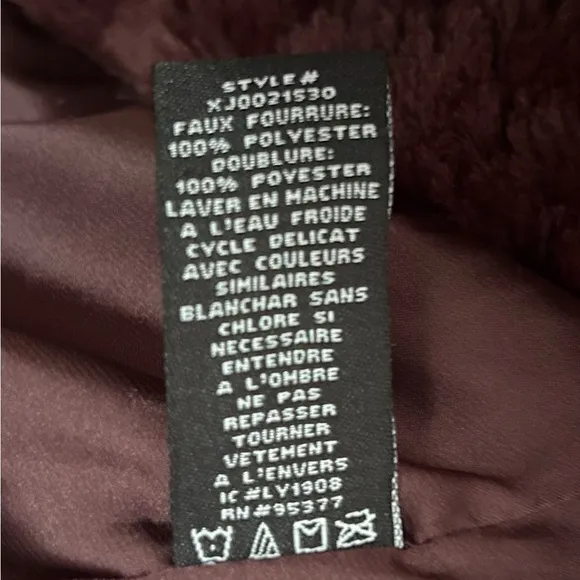 STYLE#
XJ0021530
FAUX FOURRURE:
100% POLYESTER
DOUBLURE:
100% POYESTER
LAVER EN MACHINE
A L'EAU FROIDE
CYCLE DELICAT
AVEC COULEURS
SIMILAIRES
BLANCHAR SANS
CHLORE SI
NECESSAIRE
ENTENDRE
A L'OMBRE
NE PAS
REPASSER
TOURNER
VETEMENT
A L'ENVERS
IC #LY1908
RN#95377